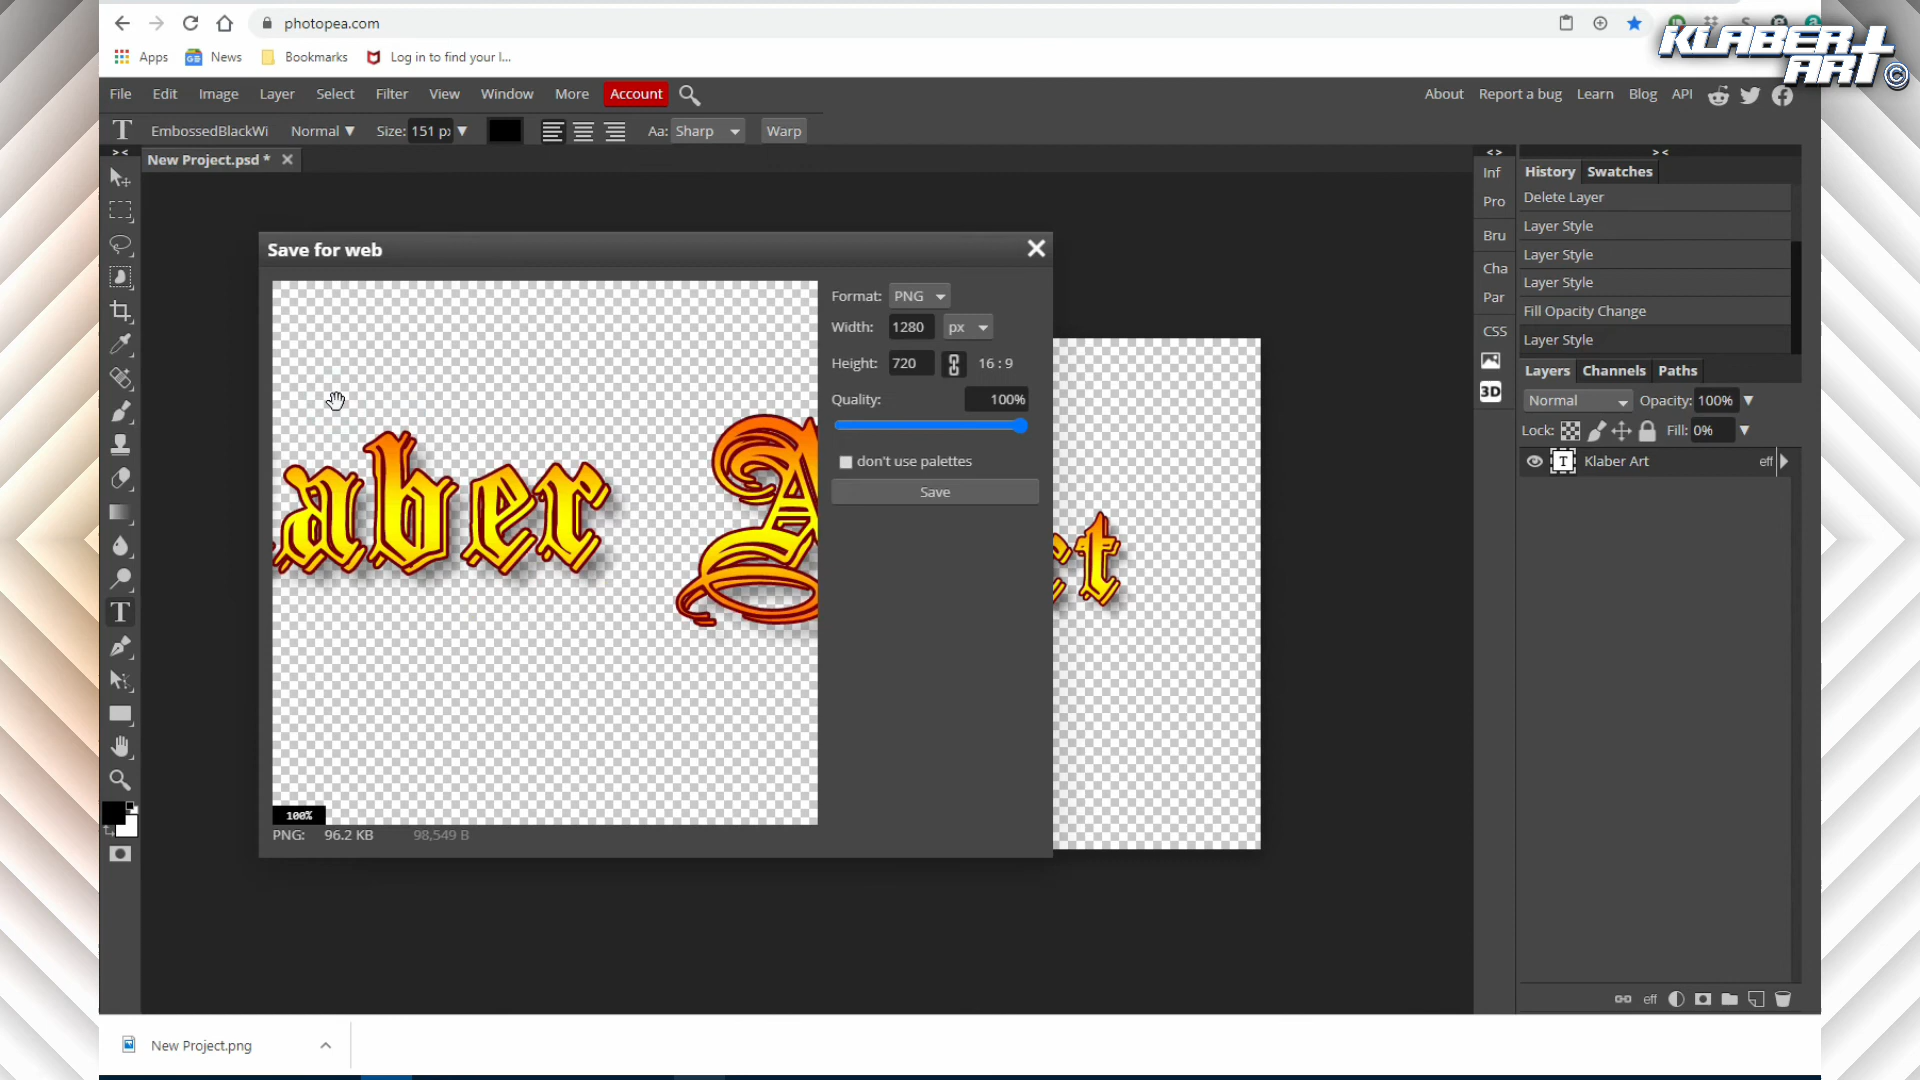 photopea.com
KLABER
ART ©
Apps News Bookmarks Log in to find your l...
File Edit Image Layer Select Filter View Window More Account
About Report a bug Learn Blog API
EmbossedBlackWi Normal Size: 151 px Aa: Sharp Warp
New Project.psd *
Inf
Pro
Bru
Cha
Par
CSS
3D
History Swatches
Delete Layer
Layer Style
Layer Style
Layer Style
Fill Opacity Change
Layer Style
Layers Channels Paths
Normal Opacity: 100%
Lock: Fill: 0%
T Klaber Art eff
Save for web
Format: PNG
Width: 1280 px
Height: 720 16 : 9
Quality: 100%
don't use palettes
Save
aber A
t
100%
PNG: 96.2 KB 98,549 B
eff
New Project.png